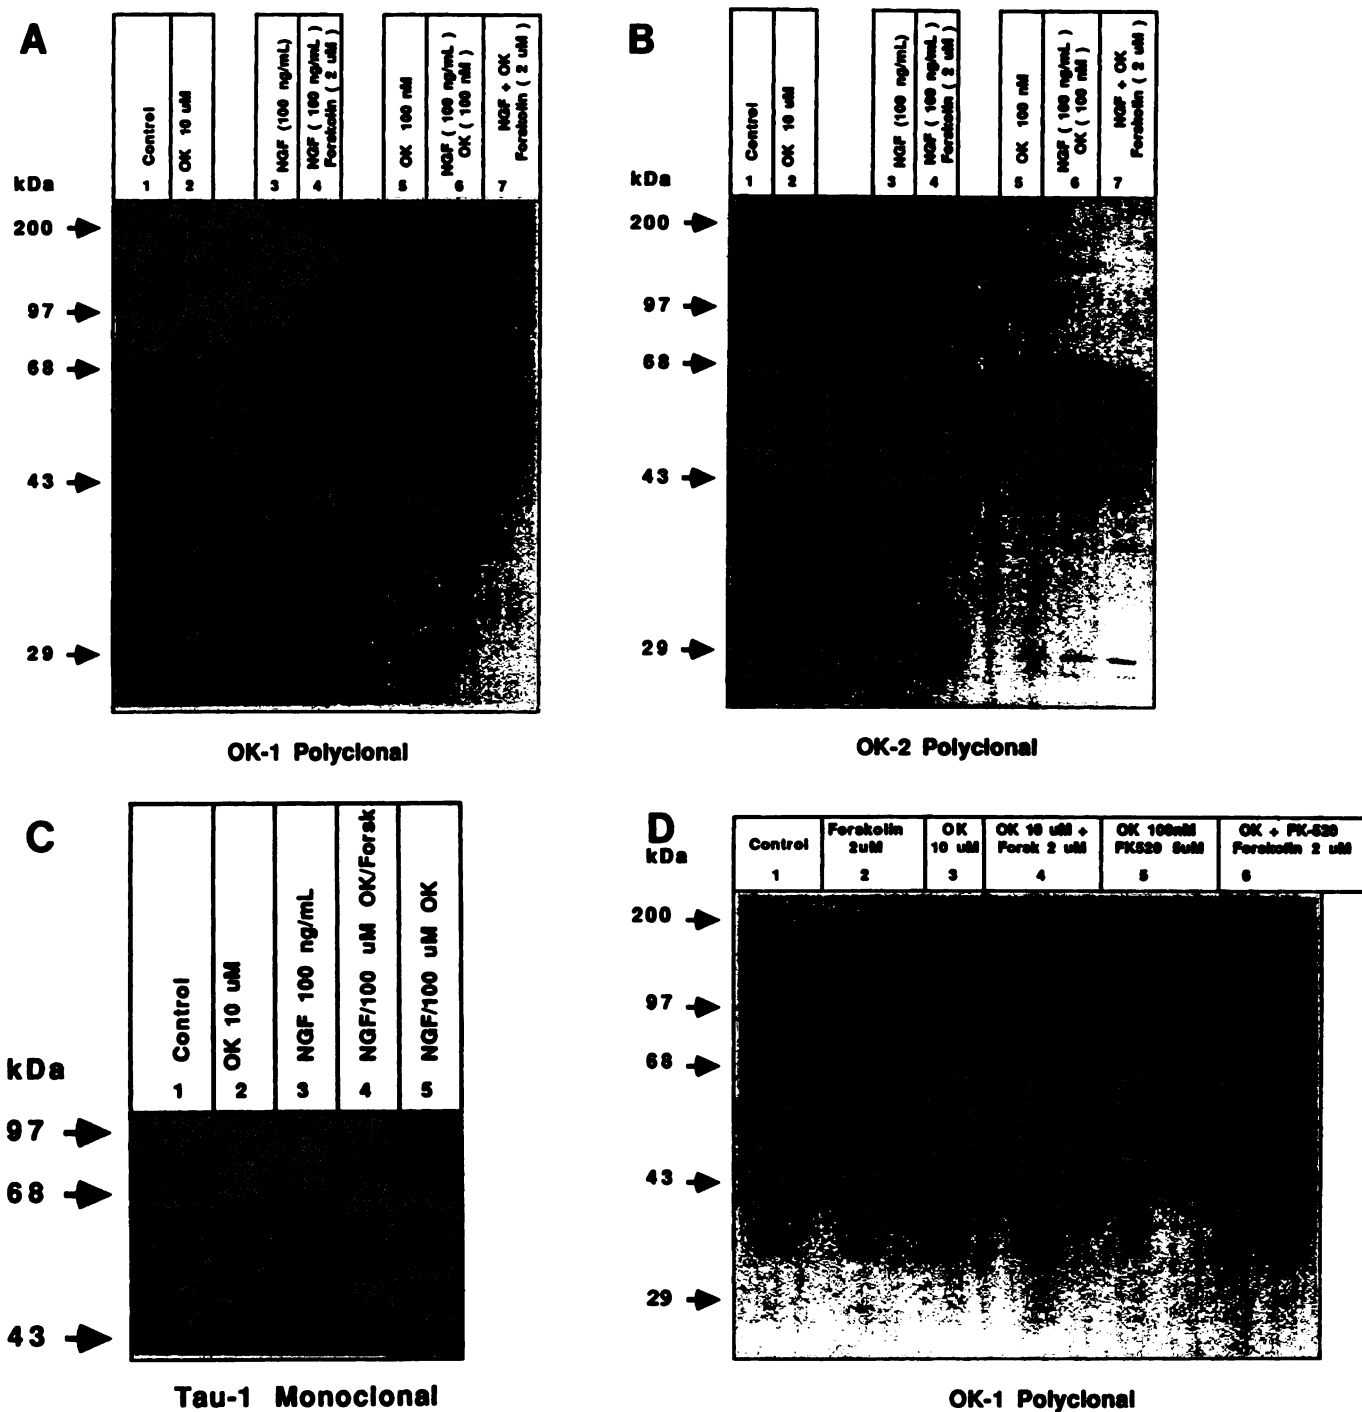 A
Control
1
OK 10 uM
2
NGF (100 ng/mL)
3
NGF ( 100 ng/mL )
Forskolin ( 2 uM )
4
OK 100 nM
5
NGF ( 100 ng/mL )
OK ( 100 nM )
6
NGF + OK
Forskolin ( 2 uM )
7
kDa
200
97
68
43
29
OK-1 Polyclonal
B
Control
1
OK 10 uM
2
NGF (100 ng/mL)
3
NGF ( 100 ng/mL )
Forskolin ( 2 uM )
4
OK 100 nM
5
NGF ( 100 ng/mL )
OK ( 100 nM )
6
NGF + OK
Forskolin ( 2 uM )
7
kDa
200
97
68
43
29
OK-2 Polyclonal
C
Control
1
OK 10 uM
2
NGF 100 ng/mL
3
NGF/100 uM OK/Forsk
4
NGF/100 uM OK
5
kDa
97
68
43
Tau-1 Monoclonal
D
Control
1
Forskolin
2uM
2
OK
10 uM
3
OK 10 uM +
Forsk 2 uM
4
OK 100nM
FK520 5uM
5
OK + FK-520
Forskolin 2 uM
6
kDa
200
97
68
43
29
OK-1 Polyclonal